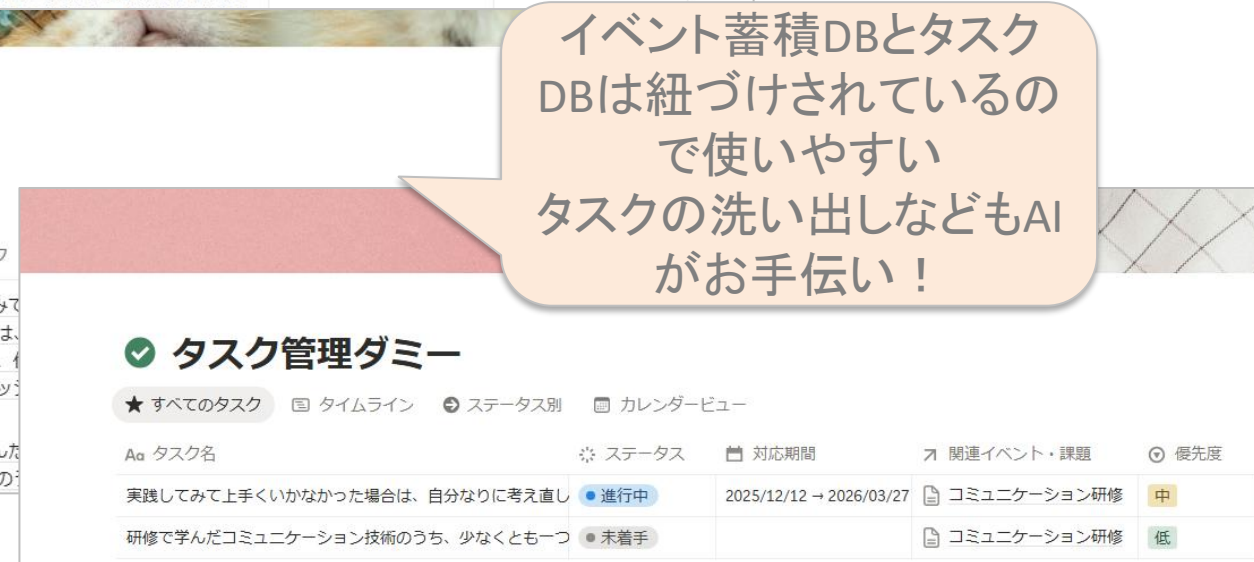 イベント蓄積DBとタスク
DBは紐づけされているの
で使いやすい
タスクの洗い出しなどもAI
がお手伝い！
タスク管理ダミー
すべてのタスク タイムライン ステータス別 カレンダービュー
Aa タスク名 ステータス 対応期間 関連イベント・課題 優先度
実践してみて上手くいかなかった場合は、自分なりに考え直し 進行中 2025/12/12 → 2026/03/27 コミュニケーション研修 中
研修で学んだコミュニケーション技術のうち、少なくとも一つ 未着手 コミュニケーション研修 低